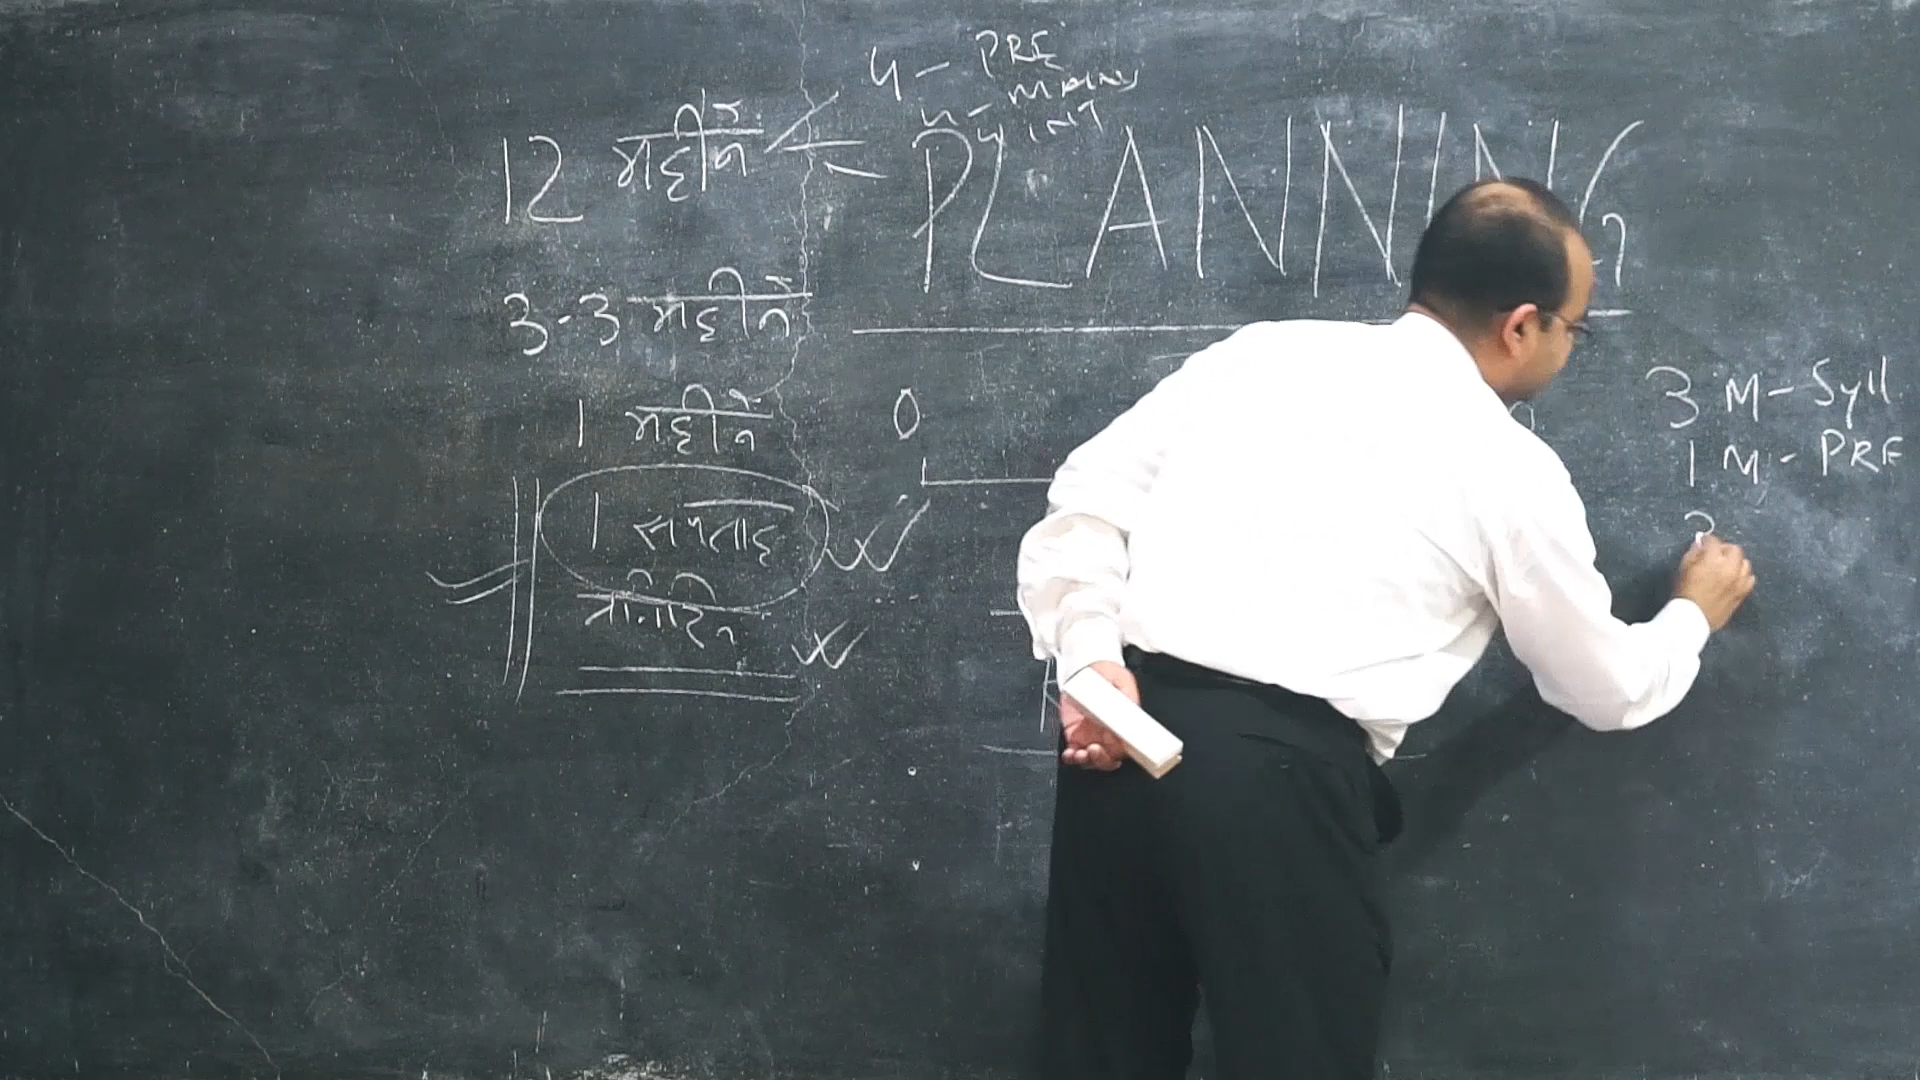 4 - PRE
4 - MAINS
4 INT
12 महीने
PLANNING
3-3 महीने
1 महीने
0
3 M - Syll
1 M - PRE
1 सप्ताह
प्रतिदिन